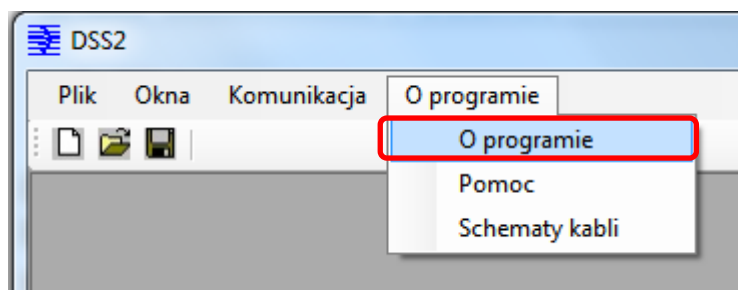 DSS2
Plik Okna Komunikacja O programie
O programie
Pomoc
Schematy kabli